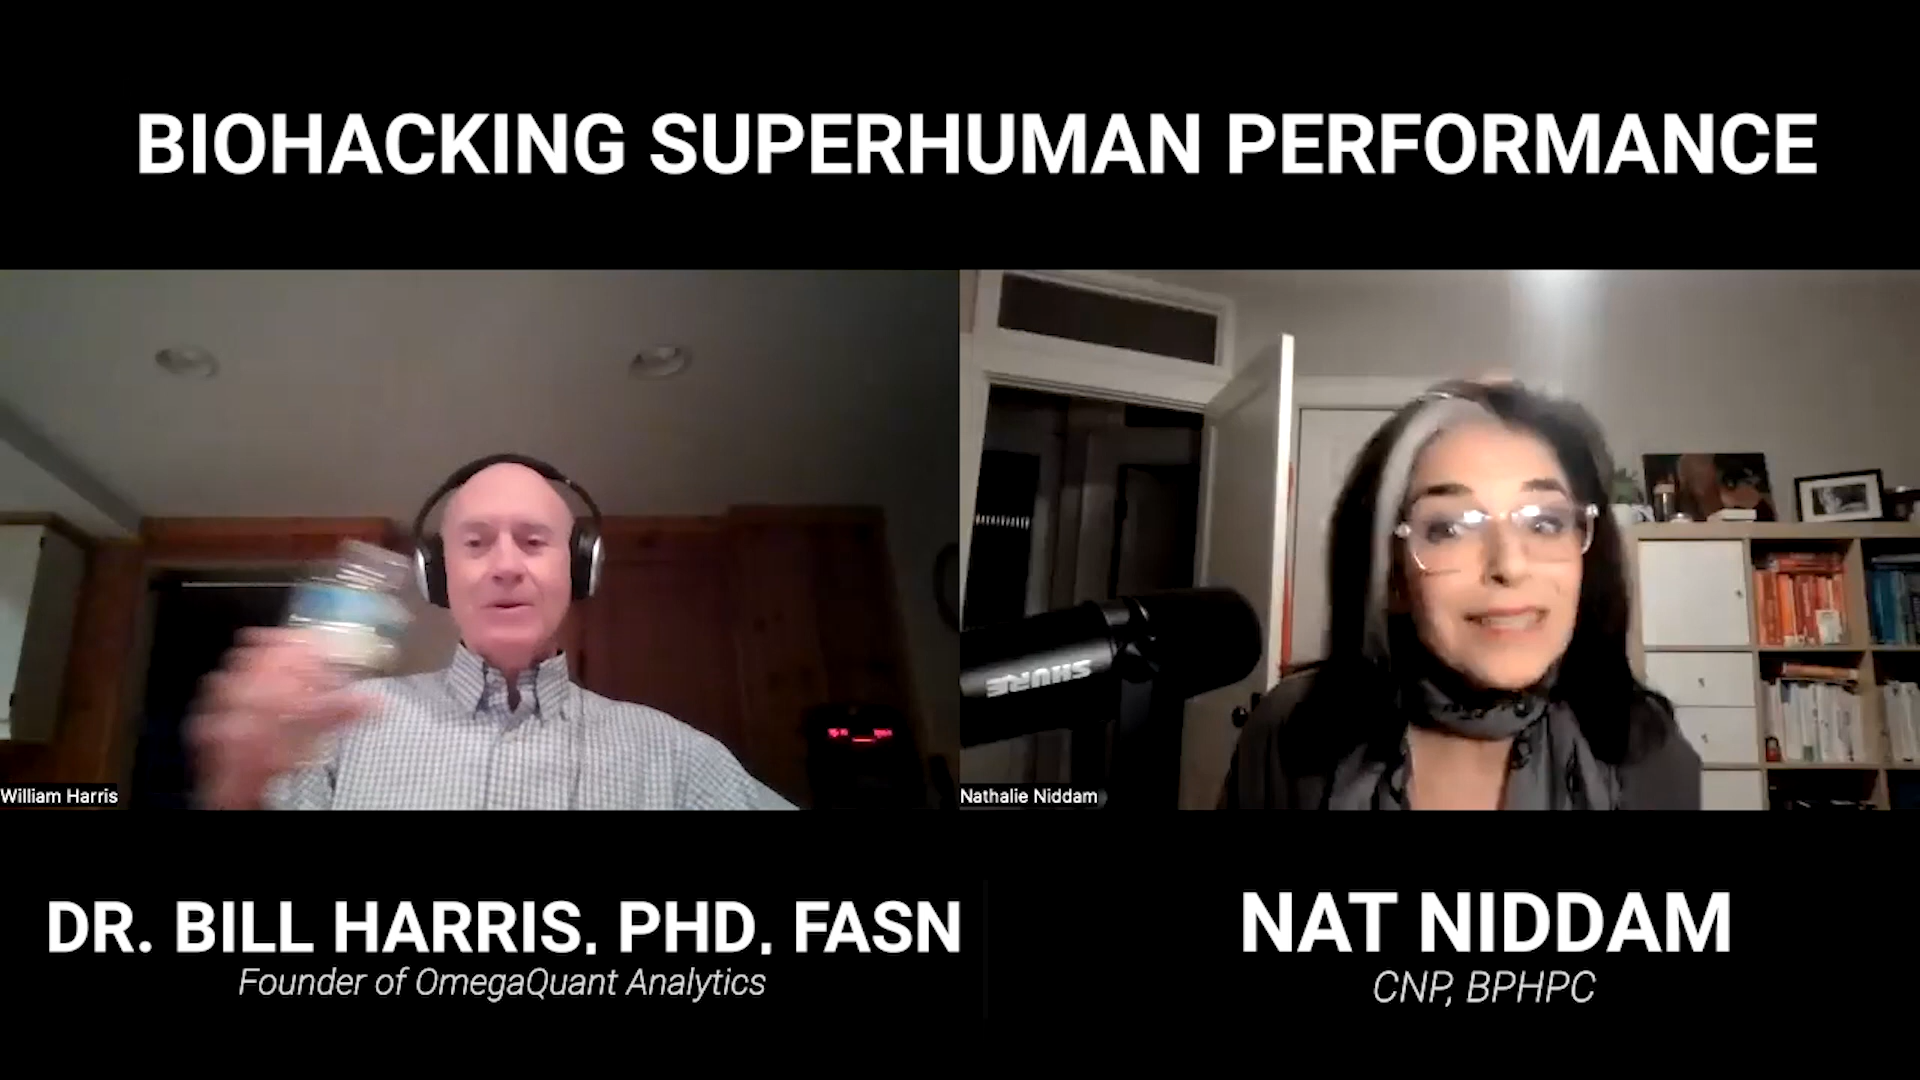 BIOHACKING SUPERHUMAN PERFORMANCE
SHURE
William Harris
Nathalie Niddam
DR. BILL HARRIS, PHD, FASN
Founder of OmegaQuant Analytics
NAT NIDDAM
CNP, BPHPC